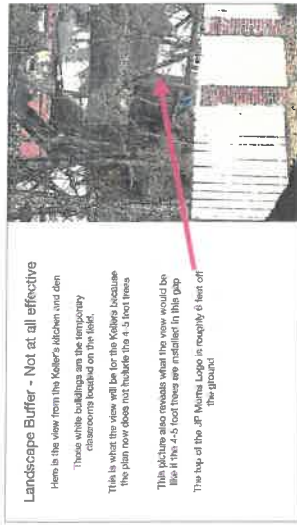 Landscape Buffer - Not at all effective
Here is the view from the Keller's kitchen and den
Those white buildings are the temporary
classrooms located on the field.
This is what the view will be for the Kellers because
the plan now does not include the 4-5 foot trees
This picture also reveals what the view would be
like if the 4-5 foot trees are installed in this gap
The top of the JP Morris Logo is roughly 6 feet off
the ground